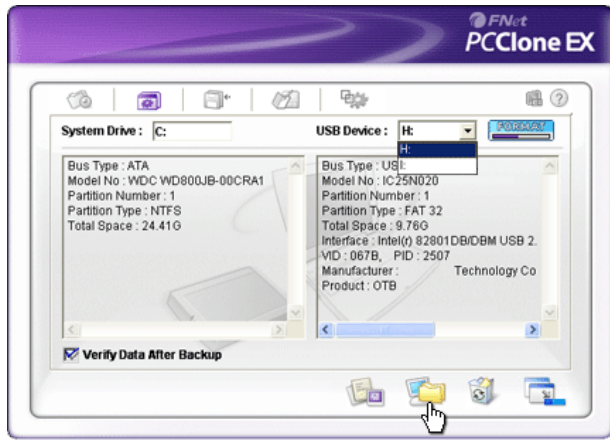 FNet
PCClone EX
System Drive : C:
USB Device : H:
FORMAT
H:
Bus Type : ATA
Model No : WDC WD800JB-00CRA1
Partition Number : 1
Partition Type : NTFS
Total Space : 24.41G
Bus Type : USI:
Model No : IC25N020
Partition Number : 1
Partition Type : FAT 32
Total Space : 9.76G
Interface : Intel(r) 82801DB/DBM USB 2.
VID : 067B, PID : 2507
Manufacturer : Technology Co
Product : OTB
Verify Data After Backup